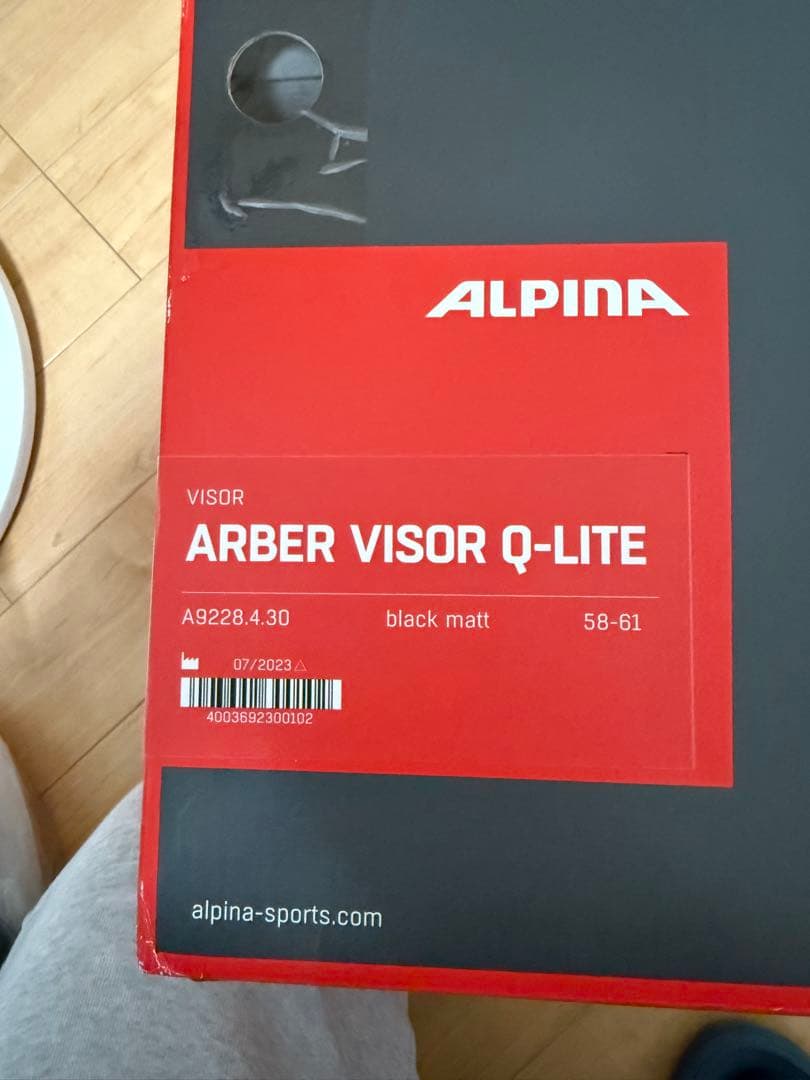 ALPINA
VISOR
ARBER VISOR Q-LITE
A9228.4.30 black matt 58-61
07/2023
4003692300102
alpina-sports.com